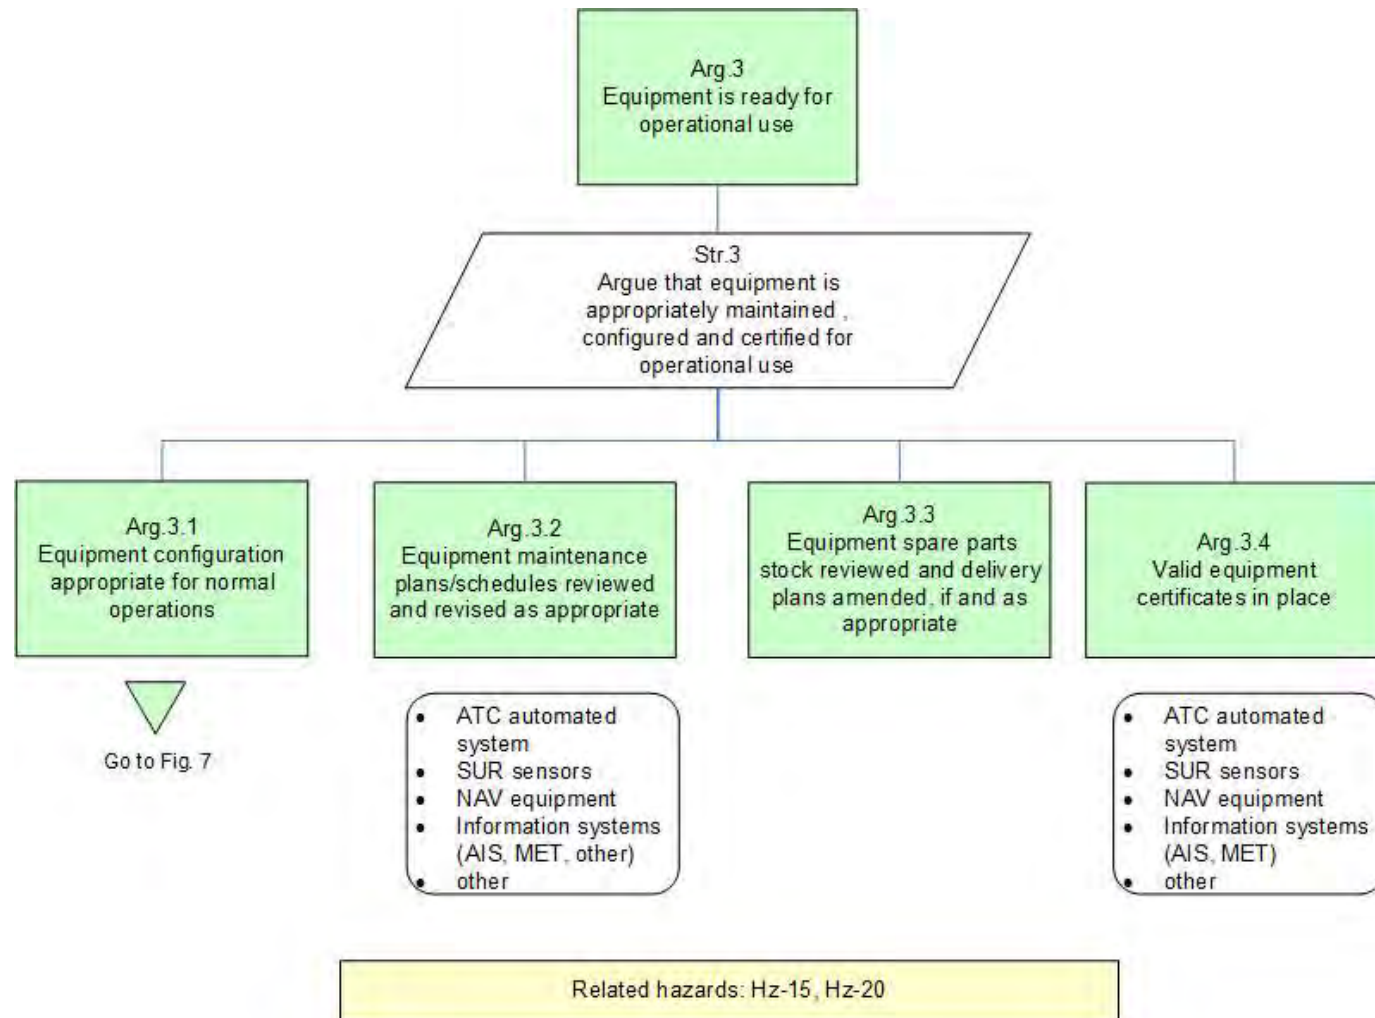 Arg.3
Equipment is ready for
operational use
Str.3
Argue that equipment is
appropriately maintained ,
configured and certified for
operational use
Arg.3.1
Equipment configuration
appropriate for normal
operations
Go to Fig. 7
Arg.3.2
Equipment maintenance
plans/schedules reviewed
and revised as appropriate
• ATC automated
system
• SUR sensors
• NAV equipment
• Information systems
(AIS, MET, other)
• other
Arg.3.3
Equipment spare parts
stock reviewed and delivery
plans amended, if and as
appropriate
Arg.3.4
Valid equipment
certificates in place
• ATC automated
system
• SUR sensors
• NAV equipment
• Information systems
(AIS, MET)
• other
Related hazards: Hz-15, Hz-20